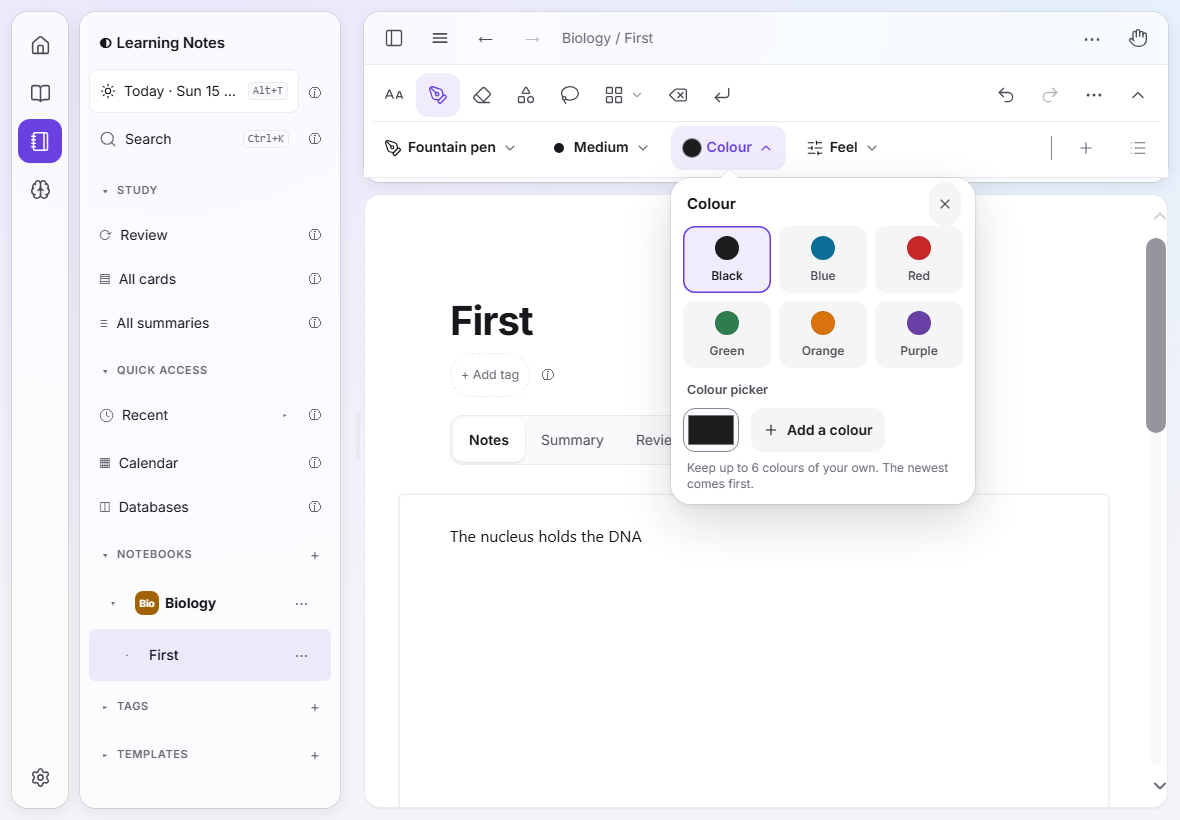 Learning Notes
Biology / First
Today · Sun 15 ... Alt+T
Search Ctrl+K
Fountain pen
Medium
Colour
Feel
STUDY
Review
All cards
All summaries
QUICK ACCESS
Recent
Calendar
Databases
NOTEBOOKS
Bio Biology
First
TAGS
TEMPLATES
Colour
Black
Blue
Red
Green
Orange
Purple
Colour picker
Add a colour
Keep up to 6 colours of your own. The newest
comes first.
First
+ Add tag
Notes
Summary
The nucleus holds the DNA